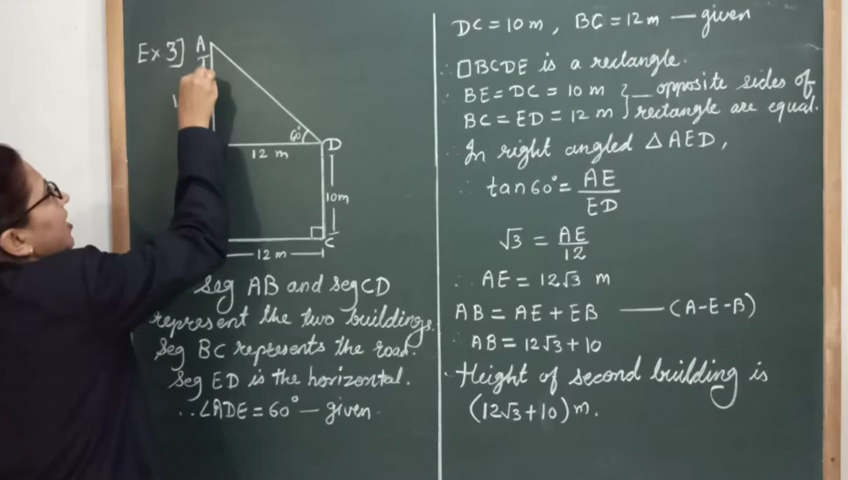 Ex 3] A
60° D
12 m
10m
C
12 m
Seg AB and seg CD
represent the two buildings.
Seg BC represents the road.
Seg ED is the horizontal.
∴ ∠ADE = 60° — given.
DC = 10 m, BC = 12 m — given
∴ □BCDE is a rectangle.
∴ BE = DC = 10 m } — opposite sides of
BC = ED = 12 m } rectangle are equal.
∴ In right angled △AED,
∴ tan60° = AE/ED
√3 = AE/12
∴ AE = 12√3 m
AB = AE + EB — (A-E-B)
∴ AB = 12√3 + 10
∴ Height of second building is
(12√3 + 10) m.